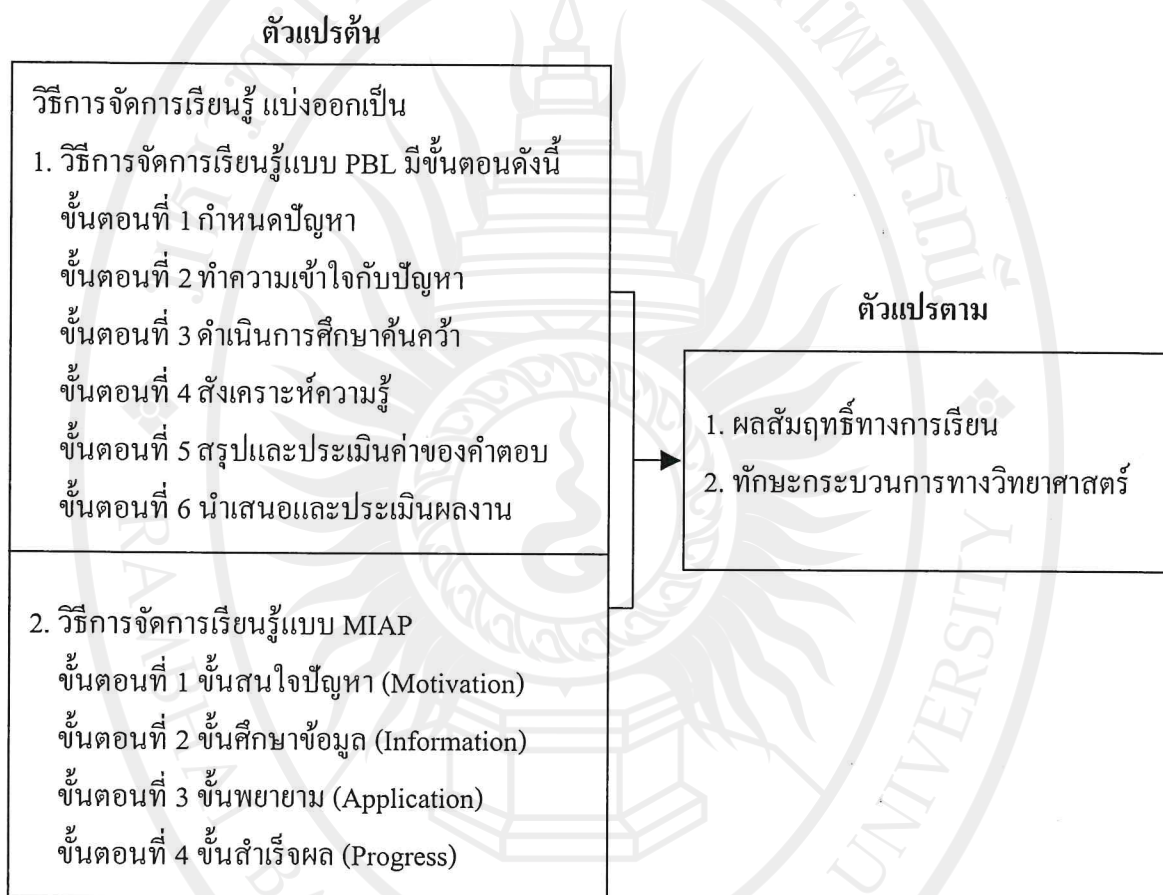 ตัวแปรต้น
วิธีการจัดการเรียนรู้ แบ่งออกเป็น
1. วิธีการจัดการเรียนรู้แบบ PBL มีขั้นตอนดังนี้
ขั้นตอนที่ 1 กำหนดปัญหา
ขั้นตอนที่ 2 ทำความเข้าใจกับปัญหา
ขั้นตอนที่ 3 ดำเนินการศึกษาค้นคว้า
ขั้นตอนที่ 4 สังเคราะห์ความรู้
ขั้นตอนที่ 5 สรุปและประเมินค่าของคำตอบ
ขั้นตอนที่ 6 นำเสนอและประเมินผลงาน
2. วิธีการจัดการเรียนรู้แบบ MIAP
ขั้นตอนที่ 1 ขั้นสนใจปัญหา (Motivation)
ขั้นตอนที่ 2 ขั้นศึกษาข้อมูล (Information)
ขั้นตอนที่ 3 ขั้นพยายาม (Application)
ขั้นตอนที่ 4 ขั้นสำเร็จผล (Progress)
ตัวแปรตาม
1. ผลสัมฤทธิ์ทางการเรียน
2. ทักษะกระบวนการทางวิทยาศาสตร์
UNIVERSITY